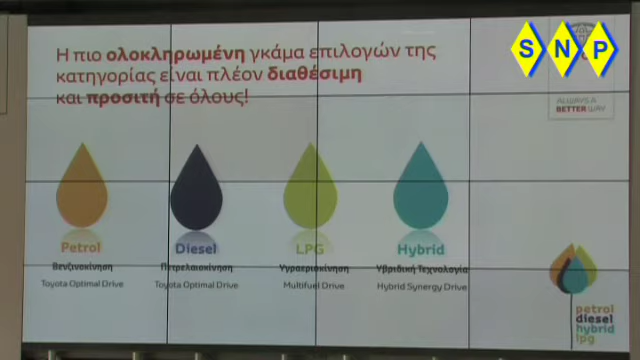 Η πιο ολοκληρωμένη γκάμα επιλογών της
κατηγορίας είναι πλέον διαθέσιμη
και προσιτή σε όλους!
SNP
ALWAYS A
BETTER WAY
Petrol
Diesel
LPG
Hybrid
Βενζινοκίνηση
Πετρελαιοκίνηση
Υγραεριοκίνηση
Υβριδική Τεχνολογία
Toyota Optimal Drive
Toyota Optimal Drive
Multifuel Drive
Hybrid Synergy Drive
petrol
diesel
hybrid
lpg